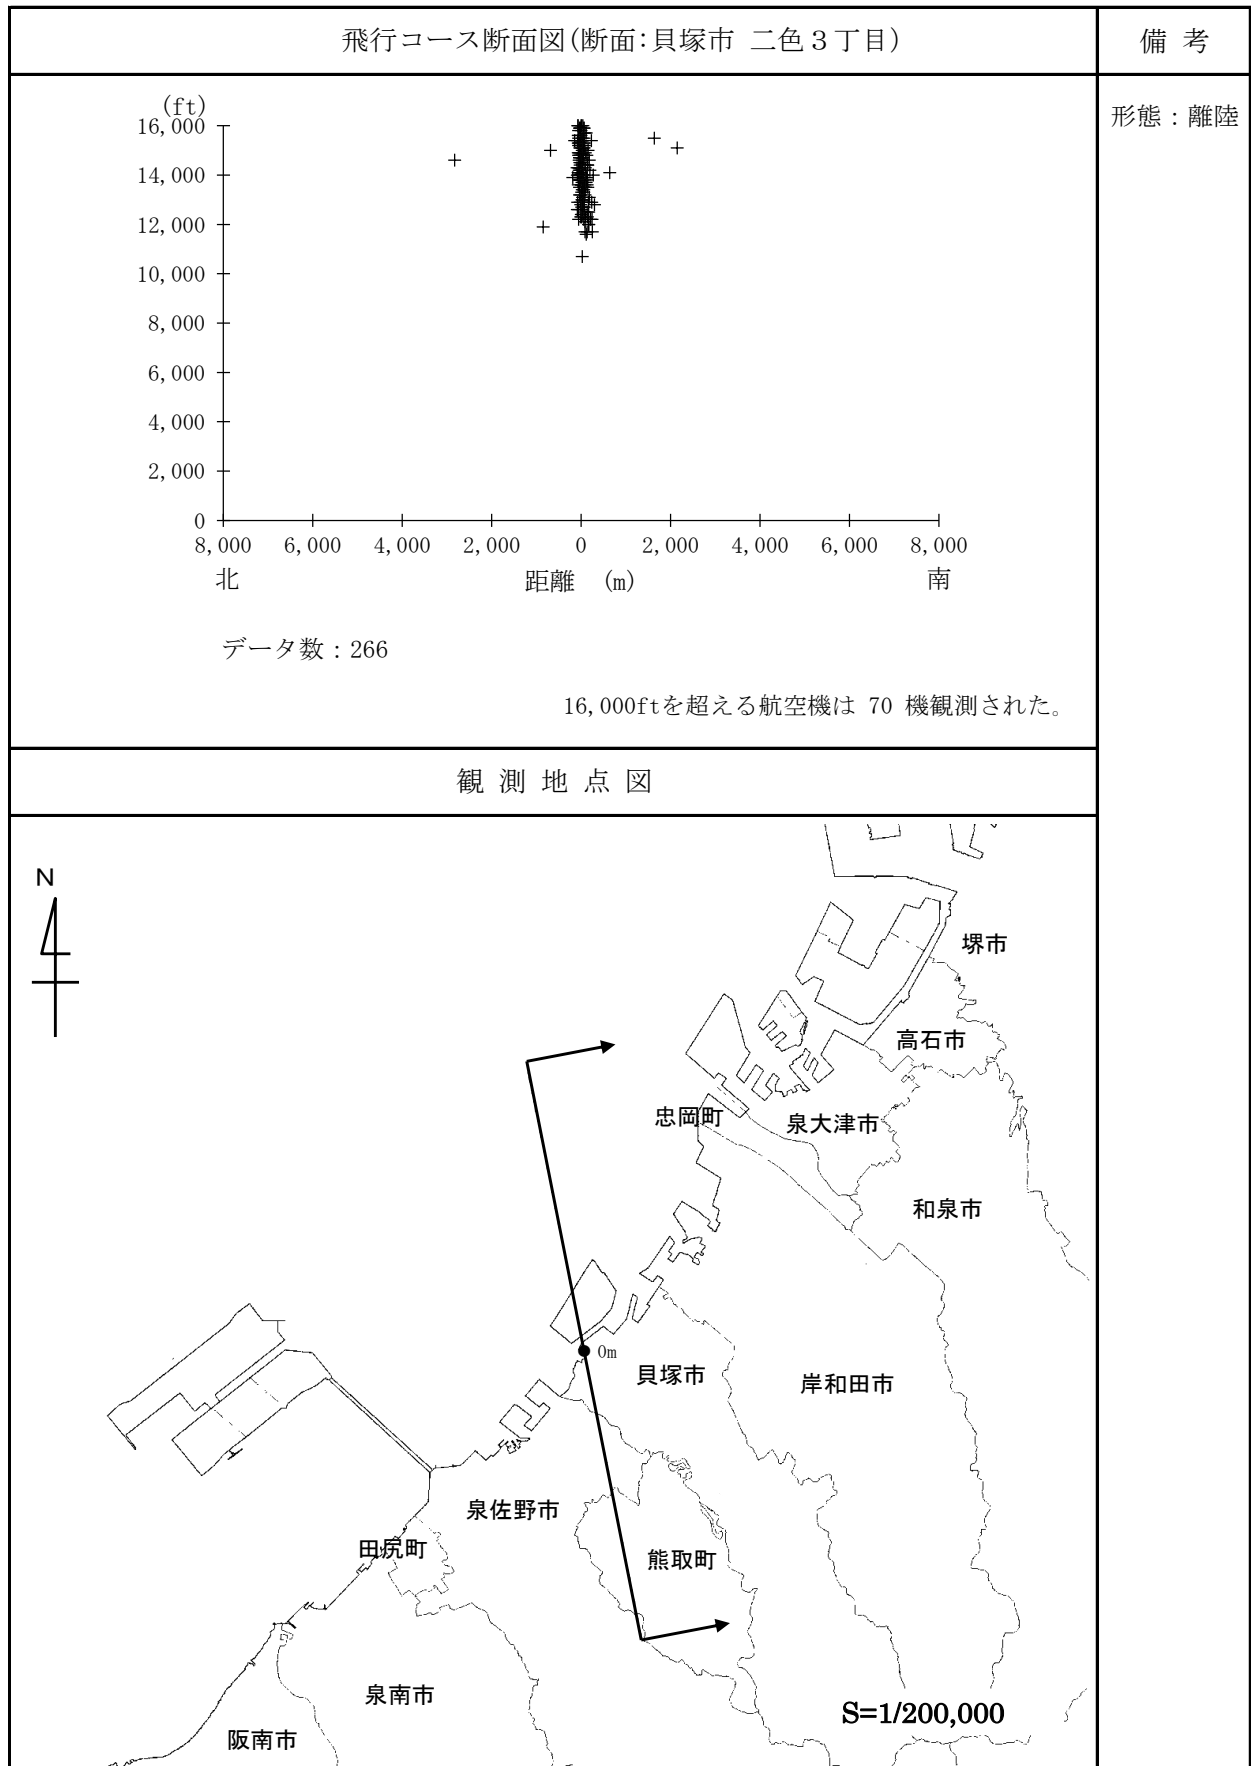 飛行コース断面図(断面:貝塚市 二色３丁目)
備 考
形態：離陸
(ft)
16,000
14,000
12,000
10,000
8,000
6,000
4,000
2,000
0
8,000 6,000 4,000 2,000 0 2,000 4,000 6,000 8,000
北 距離 (m) 南
データ数：266
16,000ftを超える航空機は 70 機観測された。
観 測 地 点 図
N
堺市
高石市
忠岡町
泉大津市
和泉市
0m
貝塚市
岸和田市
泉佐野市
田尻町
熊取町
泉南市
S=1/200,000
阪南市